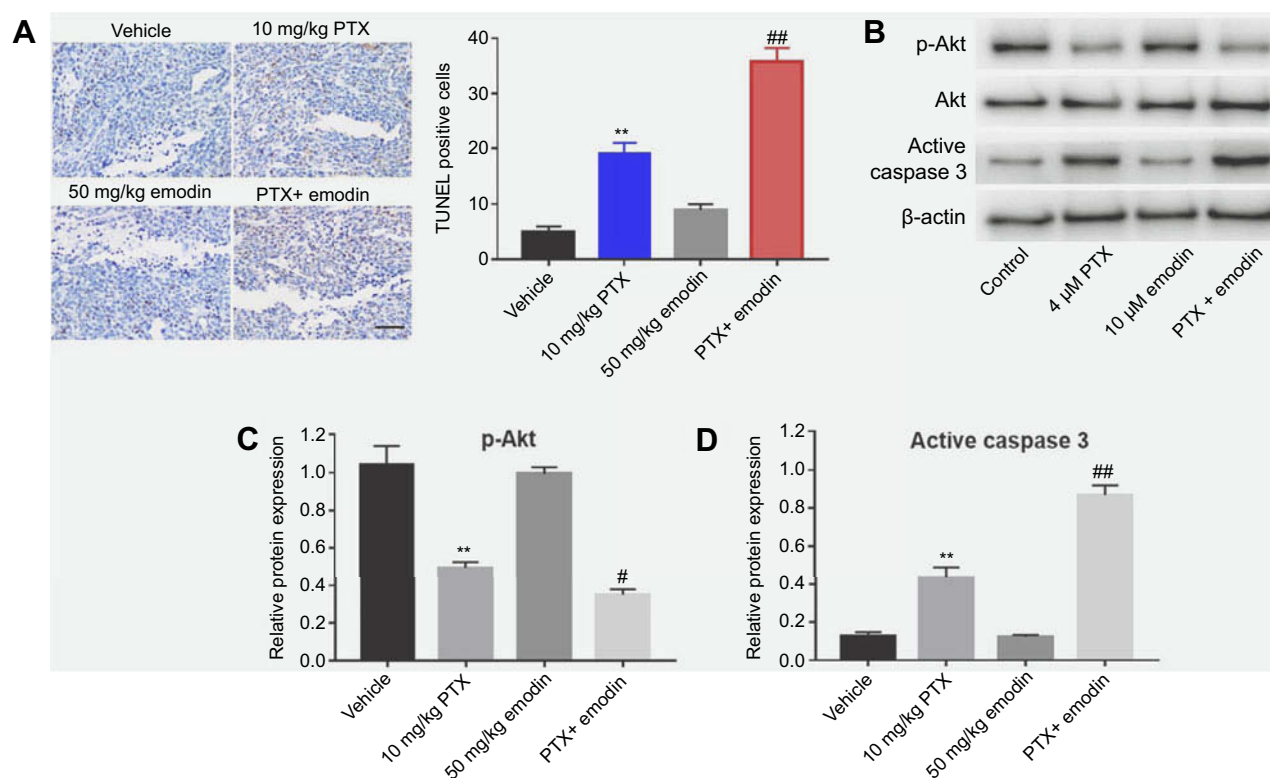 A
Vehicle
10 mg/kg PTX
50 mg/kg emodin
PTX+ emodin
TUNEL positive cells
40
30
20
10
0
**
##
Vehicle
10 mg/kg PTX
50 mg/kg emodin
PTX+ emodin
B
p-Akt
Akt
Active
caspase 3
β-actin
Control
4 μM PTX
10 μM emodin
PTX + emodin
C
p-Akt
Relative protein expression
1.2
1.0
0.8
0.6
0.4
0.2
0.0
**
#
Vehicle
10 mg/kg PTX
50 mg/kg emodin
PTX+ emodin
D
Active caspase 3
Relative protein expression
1.2
1.0
0.8
0.6
0.4
0.2
0.0
**
##
Vehicle
10 mg/kg PTX
50 mg/kg emodin
PTX+ emodin